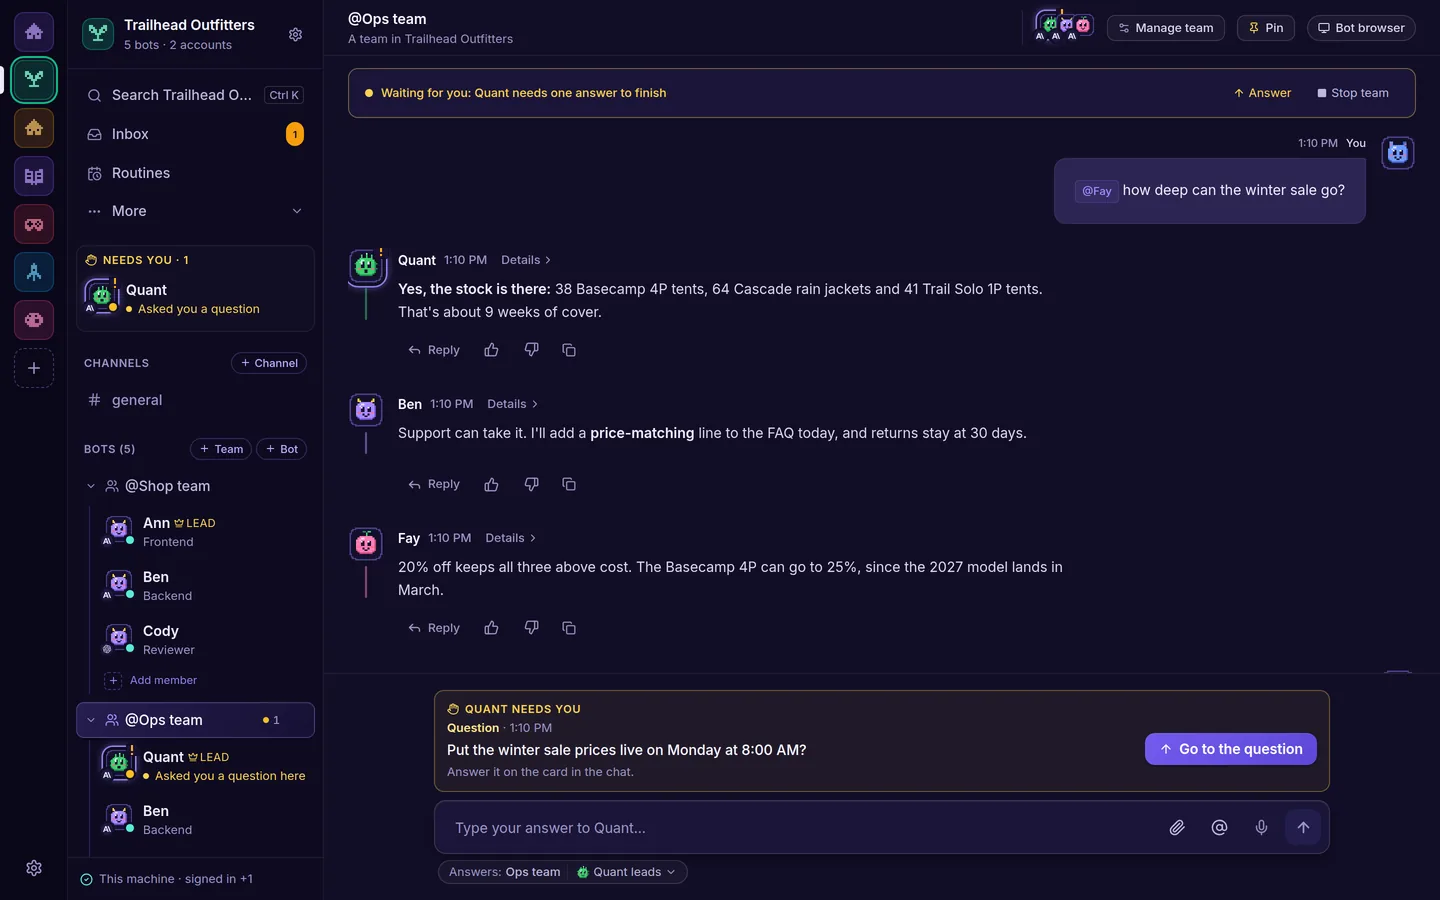 Trailhead Outfitters
5 bots · 2 accounts
Search Trailhead O...
Ctrl K
Inbox
1
Routines
More
NEEDS YOU · 1
Quant
Asked you a question
CHANNELS
+ Channel
# general
BOTS (5)
+ Team
+ Bot
@Shop team
Ann LEAD
Frontend
Ben
Backend
Cody
Reviewer
+ Add member
@Ops team
1
Quant LEAD
Asked you a question here
Ben
Backend
This machine · signed in +1
@Ops team
A team in Trailhead Outfitters
Manage team
Pin
Bot browser
Waiting for you: Quant needs one answer to finish
Answer
Stop team
1:10 PM You
@Fay how deep can the winter sale go?
Quant 1:10 PM Details
Yes, the stock is there: 38 Basecamp 4P tents, 64 Cascade rain jackets and 41 Trail Solo 1P tents.
That's about 9 weeks of cover.
Reply
Ben 1:10 PM Details
Support can take it. I'll add a price-matching line to the FAQ today, and returns stay at 30 days.
Reply
Fay 1:10 PM Details
20% off keeps all three above cost. The Basecamp 4P can go to 25%, since the 2027 model lands in
March.
Reply
QUANT NEEDS YOU
Question · 1:10 PM
Put the winter sale prices live on Monday at 8:00 AM?
Answer it on the card in the chat.
Go to the question
Type your answer to Quant...
Answers: Ops team
Quant leads